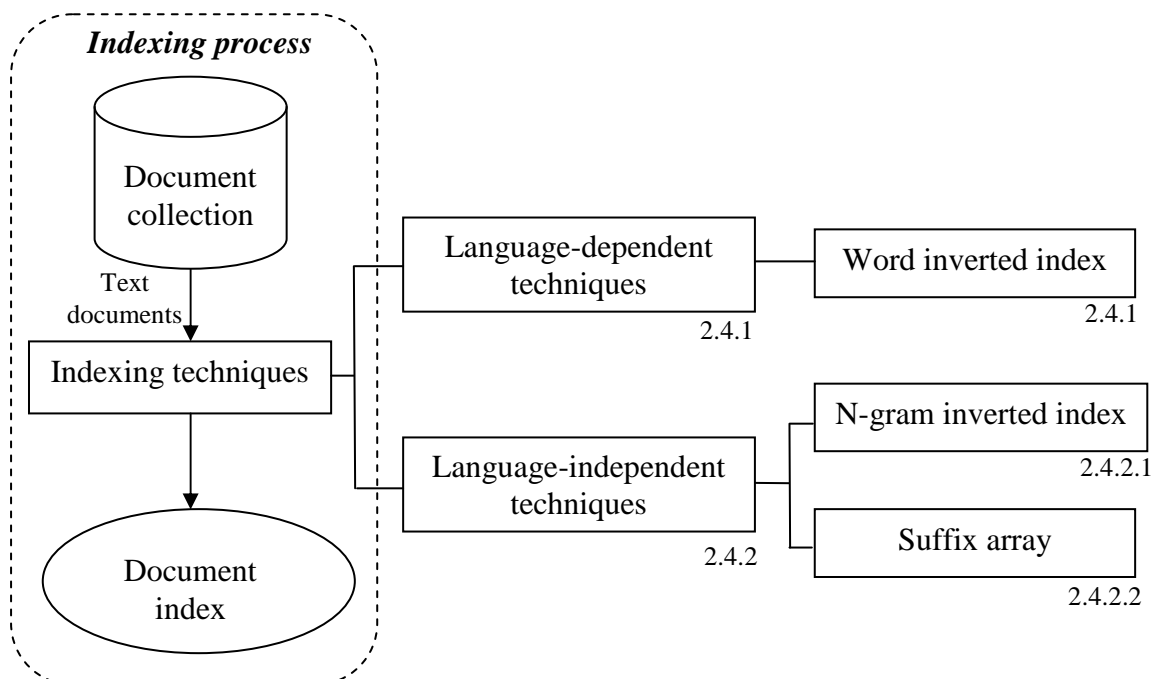 Indexing process
Document
collection
Text
documents
Indexing techniques
Document
index
Language-dependent
techniques
2.4.1
Word inverted index
2.4.1
Language-independent
techniques
2.4.2
N-gram inverted index
2.4.2.1
Suffix array
2.4.2.2